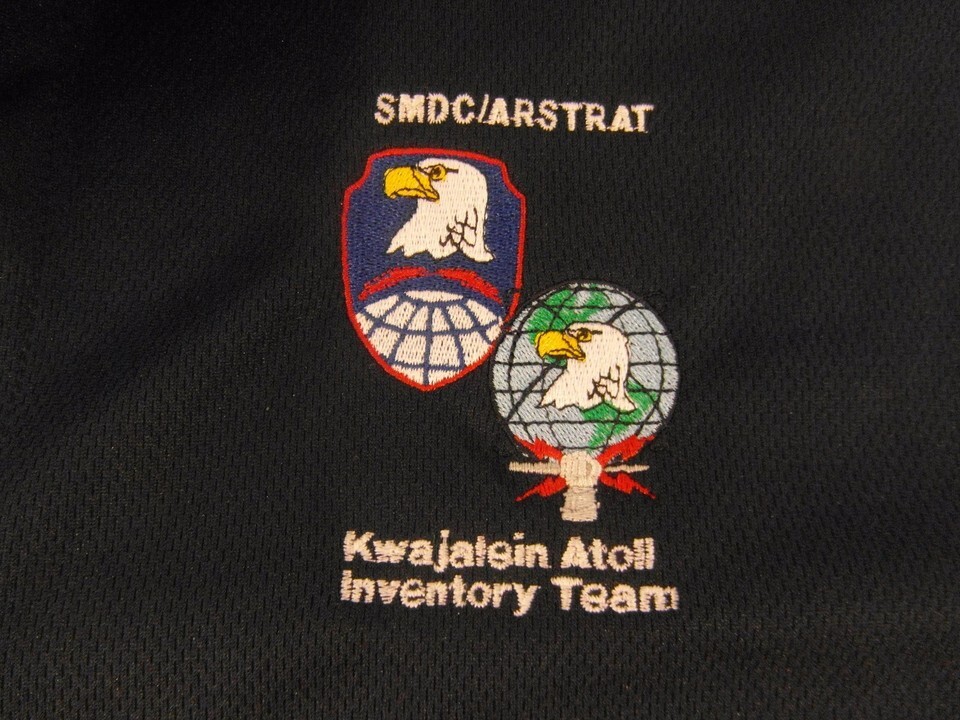 SMDC/ARSTRAT
Kwajalein Atoll
Inventory Team